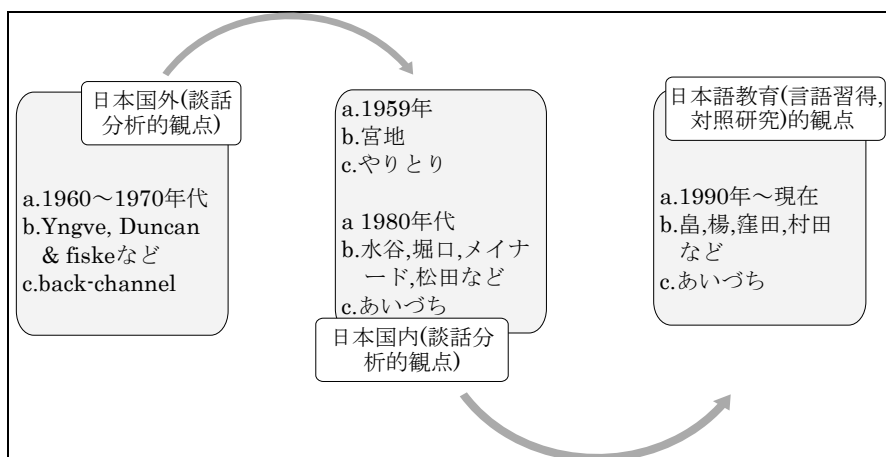 日本国外(談話
分析的観点)
a.1960～1970年代
b.Yngve, Duncan
& fiskeなど
c.back-channel
a.1959年
b.宮地
c.やりとり
a 1980年代
b.水谷,堀口,メイナ
ード,松田など
c.あいづち
日本国内(談話分
析的観点)
日本語教育(言語習得,
対照研究)的観点
a.1990年～現在
b.畠,楊,窪田,村田
など
c.あいづち